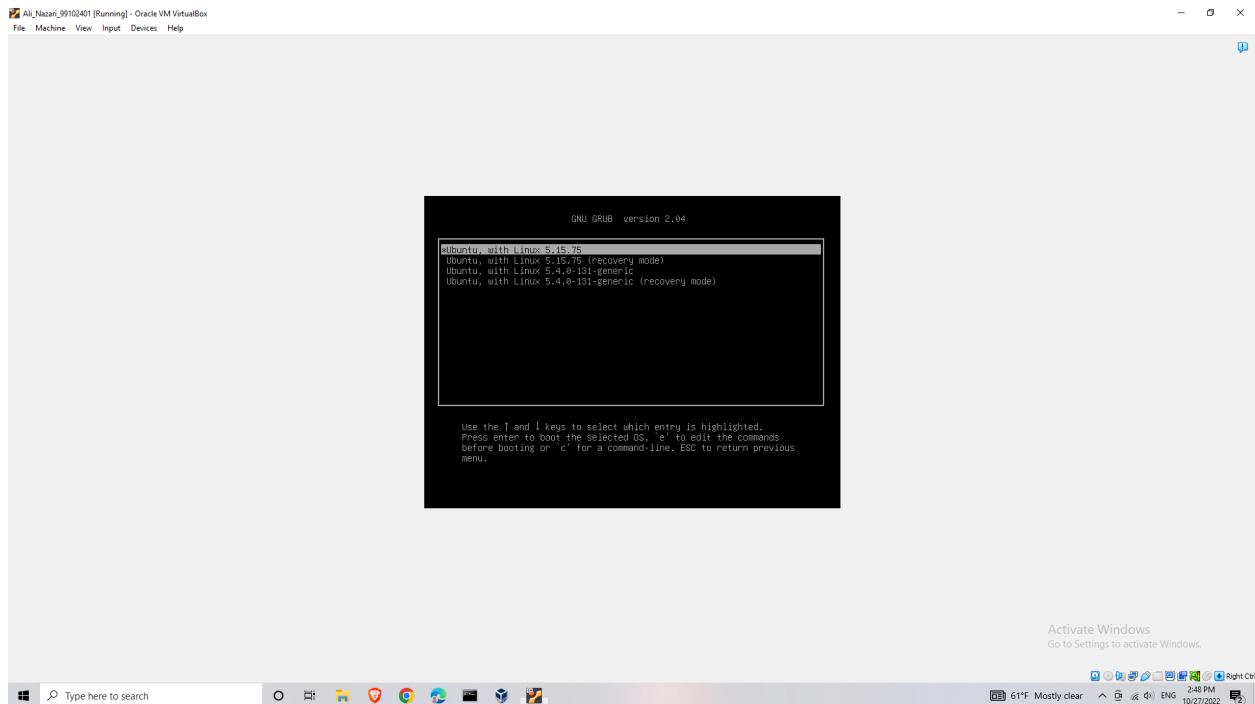 Ali_Nazari_99102401 [Running] - Oracle VM VirtualBox
File Machine View Input Devices Help
GNU GRUB version 2.04
*Ubuntu, with Linux 5.15.75
Ubuntu, with Linux 5.15.75 (recovery mode)
Ubuntu, with Linux 5.4.0-131-generic
Ubuntu, with Linux 5.4.0-131-generic (recovery mode)
Use the ↑ and ↓ keys to select which entry is highlighted.
Press enter to boot the selected OS, `e' to edit the commands
before booting or `c' for a command-line. ESC to return previous
menu.
Activate Windows
Go to Settings to activate Windows.
Right Ctrl
Type here to search
61°F Mostly clear
ENG
2:48 PM
10/27/2022
2